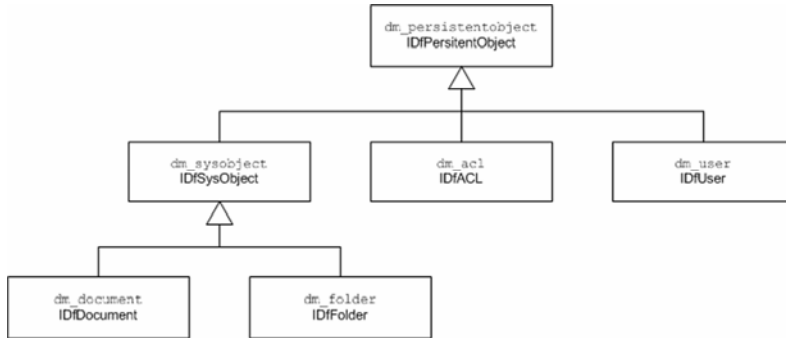 dm_persistentobject
IDfPersitentObject
dm_sysobject
IDfSysObject
dm_acl
IDfACL
dm_user
IDfUser
dm_document
IDfDocument
dm_folder
IDfFolder